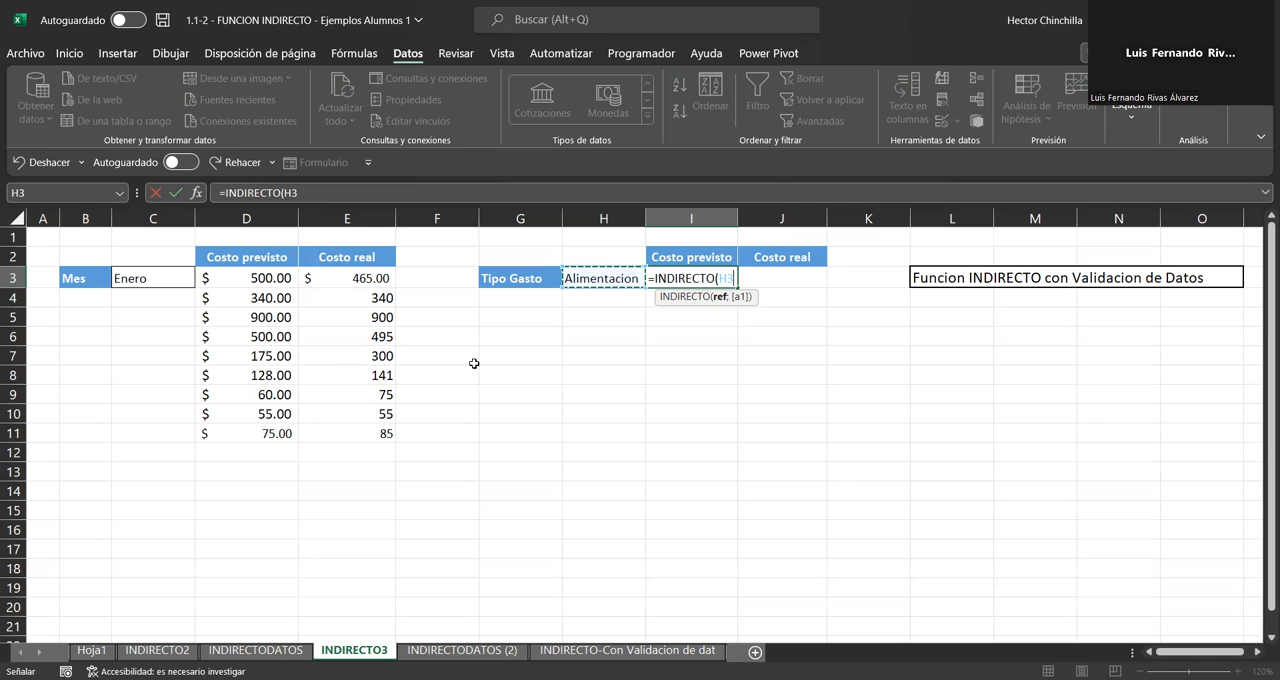 Autoguardado
1.1-2 - FUNCION INDIRECTO - Ejemplos Alumnos 1
Buscar (Alt+Q)
Hector Chinchilla
Luis Fernando Riv...
Luis Fernando Rivas Álvarez
Archivo Inicio Insertar Dibujar Disposición de página Fórmulas Datos Revisar Vista Automatizar Programador Ayuda Power Pivot
Obtener datos
De texto/CSV
De la web
De una tabla o rango
Desde una imagen
Fuentes recientes
Conexiones existentes
Obtener y transformar datos
Actualizar todo
Consultas y conexiones
Propiedades
Editar vínculos
Consultas y conexiones
Cotizaciones
Monedas
Tipos de datos
Ordenar
Filtro
Borrar
Volver a aplicar
Avanzadas
Ordenar y filtrar
Texto en columnas
Herramientas de datos
Análisis de hipótesis
Previsión
Esquema
Análisis
Deshacer Autoguardado Rehacer Formulario
H3
fx
=INDIRECTO(H3
A B C D E F G H I J K L M N O
1
2 Costo previsto Costo real Costo previsto Costo real
3 Mes Enero $ 500.00 $ 465.00 Tipo Gasto Alimentacion =INDIRECTO(H3 Funcion INDIRECTO con Validacion de Datos
INDIRECTO(ref; [a1])
4 $ 340.00 340
5 $ 900.00 900
6 $ 500.00 495
7 $ 175.00 300
8 $ 128.00 141
9 $ 60.00 75
10 $ 55.00 55
11 $ 75.00 85
12
13
14
15
16
17
18
19
20
21
Hoja1 INDIRECTO2 INDIRECTODATOS INDIRECTO3 INDIRECTODATOS (2) INDIRECTO-Con Validacion de dat
Señalar Accesibilidad: es necesario investigar 120%